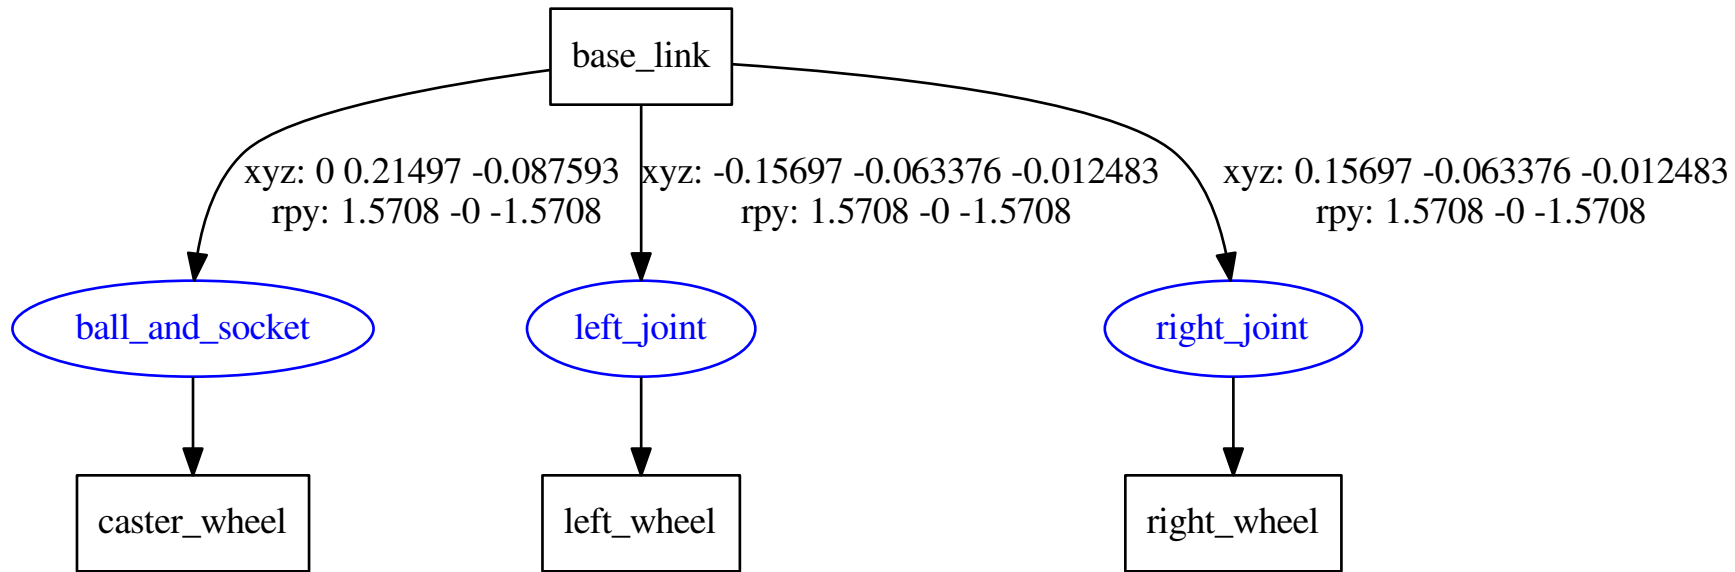 base_link
xyz: 0 0.21497 -0.087593
rpy: 1.5708 -0 -1.5708
xyz: -0.15697 -0.063376 -0.012483
rpy: 1.5708 -0 -1.5708
xyz: 0.15697 -0.063376 -0.012483
rpy: 1.5708 -0 -1.5708
ball_and_socket
left_joint
right_joint
caster_wheel
left_wheel
right_wheel